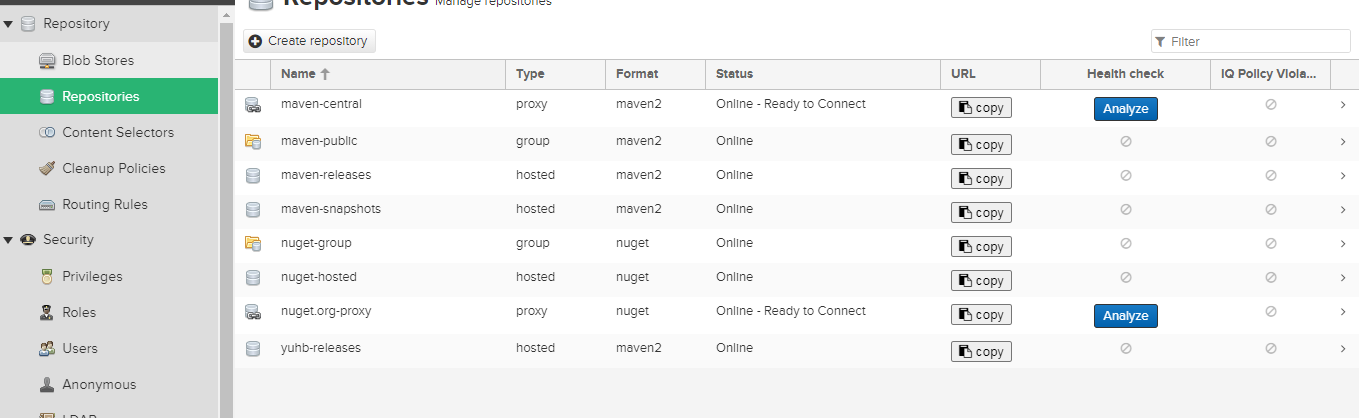 Repositories Manage repositories
Repository
Blob Stores
Repositories
Content Selectors
Cleanup Policies
Routing Rules
Security
Privileges
Roles
Users
Anonymous
LDAP
Create repository
Filter
Name Type Format Status URL Health check IQ Policy Viola...
maven-central proxy maven2 Online - Ready to Connect copy Analyze
maven-public group maven2 Online copy
maven-releases hosted maven2 Online copy
maven-snapshots hosted maven2 Online copy
nuget-group group nuget Online copy
nuget-hosted hosted nuget Online copy
nuget.org-proxy proxy nuget Online - Ready to Connect copy Analyze
yuhb-releases hosted maven2 Online copy